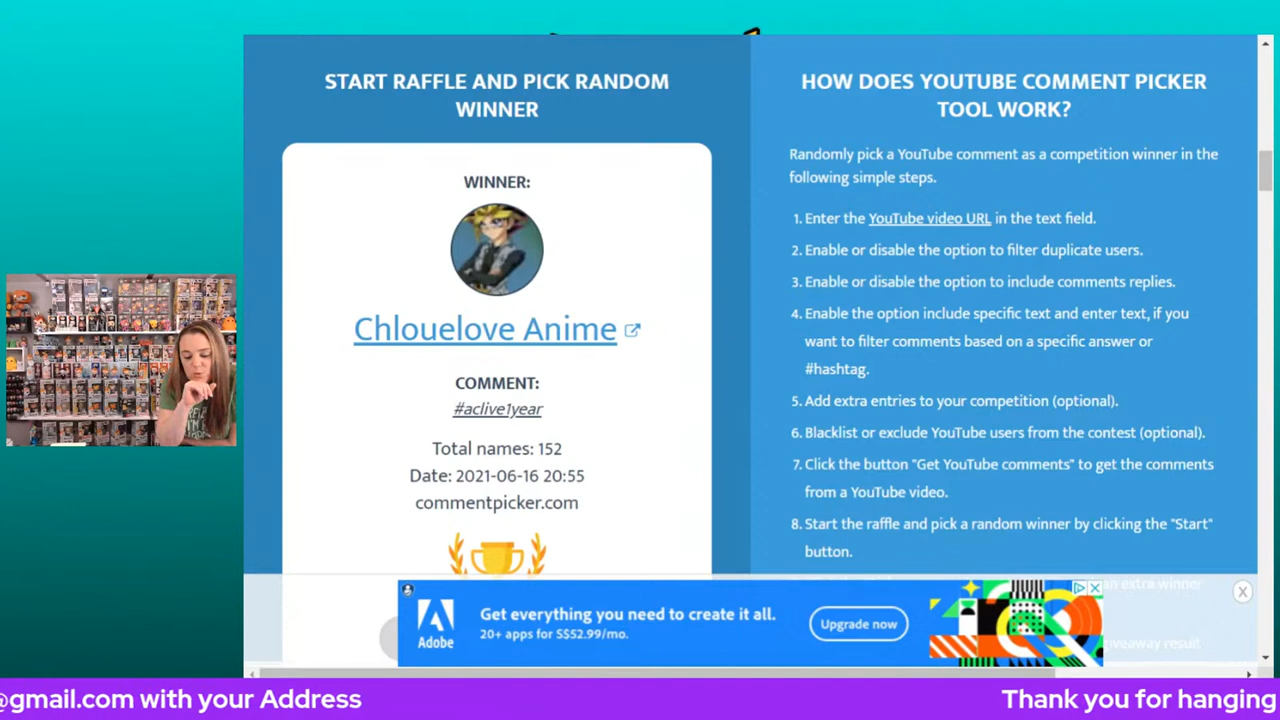 START RAFFLE AND PICK RANDOM
WINNER
WINNER:
Chlouelove Anime
COMMENT:
#aclive1year
Total names: 152
Date: 2021-06-16 20:55
commentpicker.com
HOW DOES YOUTUBE COMMENT PICKER
TOOL WORK?
Randomly pick a YouTube comment as a competition winner in the
following simple steps.
1. Enter the YouTube video URL in the text field.
2. Enable or disable the option to filter duplicate users.
3. Enable or disable the option to include comments replies.
4. Enable the option include specific text and enter text, if you
want to filter comments based on a specific answer or
#hashtag.
5. Add extra entries to your competition (optional).
6. Blacklist or exclude YouTube users from the contest (optional).
7. Click the button "Get YouTube comments" to get the comments
from a YouTube video.
8. Start the raffle and pick a random winner by clicking the "Start"
button.
an extra winner
giveaway result
Adobe
Get everything you need to create it all.
20+ apps for S$52.99/mo.
Upgrade now
X
@gmail.com with your Address
Thank you for hanging